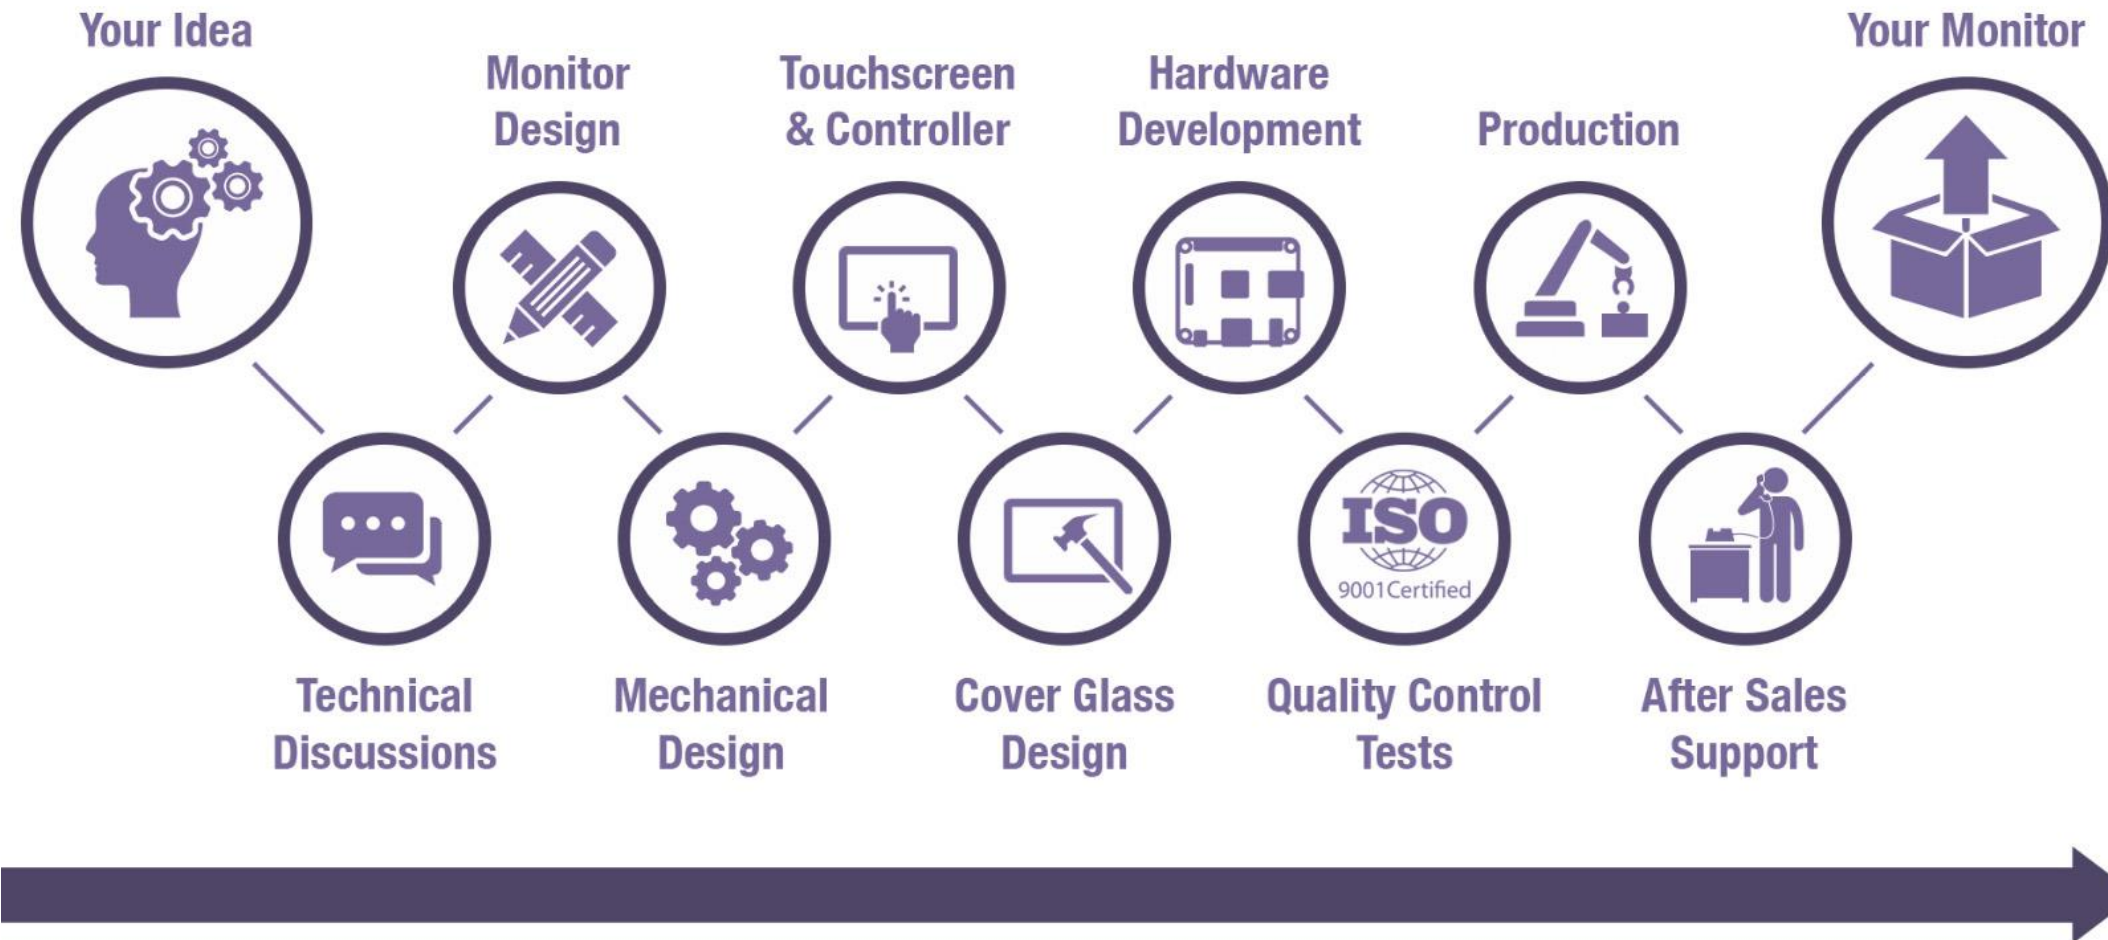 Your Idea
Technical
Discussions
Monitor
Design
Mechanical
Design
Touchscreen
& Controller
Cover Glass
Design
Hardware
Development
ISO
9001Certified
Quality Control
Tests
Production
After Sales
Support
Your Monitor